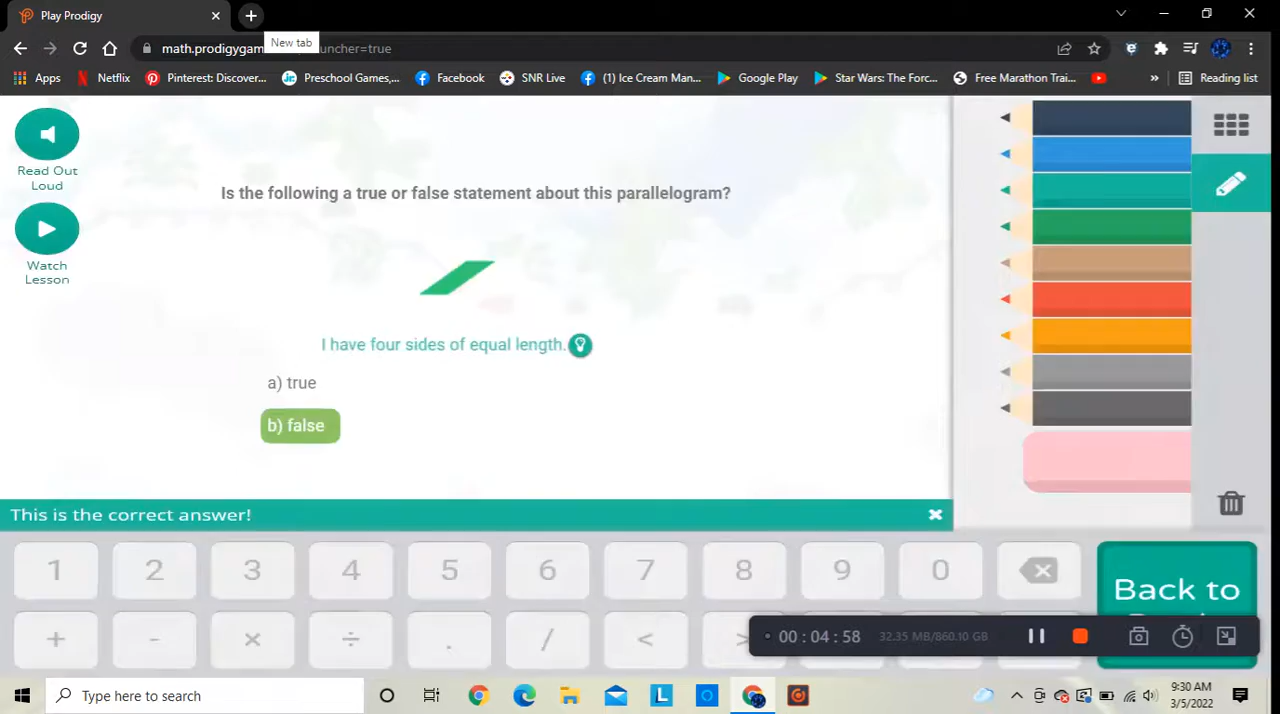 Play Prodigy
New tab
math.prodigygam
uncher=true
Apps
Netflix
Pinterest: Discover...
Preschool Games,...
Facebook
SNR Live
(1) Ice Cream Man...
Google Play
Star Wars: The Forc...
Free Marathon Trai...
»
Reading list
Read Out
Loud
Watch
Lesson
Is the following a true or false statement about this parallelogram?
I have four sides of equal length.
a) true
b) false
This is the correct answer!
1 2 3 4 5 6 7 8 9 0
+ - × ÷ . / < >
Back to
00 : 04 : 58
32.35 MB/860.10 GB
Type here to search
L
9:30 AM
3/5/2022